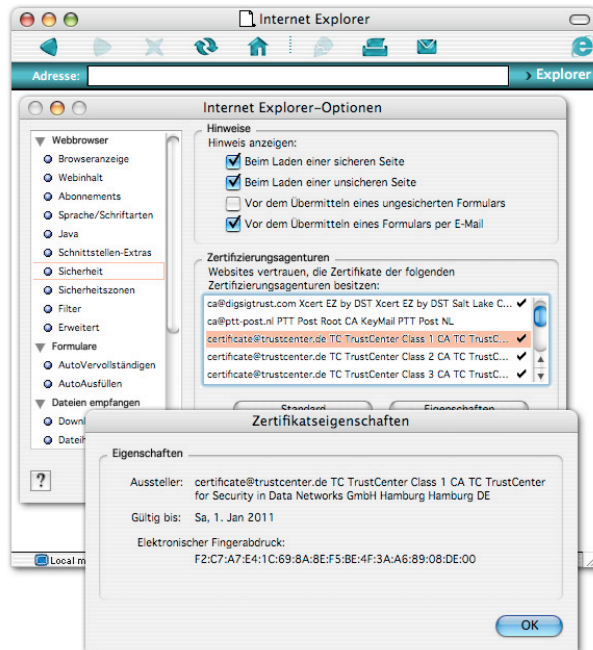 Internet Explorer
Adresse:
Explorer
Internet Explorer-Optionen
Webbrowser
Browseranzeige
Webinhalt
Abonnements
Sprache/Schriftarten
Java
Schnittstellen-Extras
Sicherheit
Sicherheitszonen
Filter
Erweitert
Formulare
AutoVervollständigen
AutoAusfüllen
Dateien empfangen
Hinweise
Hinweis anzeigen:
Beim Laden einer sicheren Seite
Beim Laden einer unsicheren Seite
Vor dem Übermitteln eines ungesicherten Formulars
Vor dem Übermitteln eines Formulars per E-Mail
Zertifizierungsagenturen
Websites vertrauen, die Zertifikate der folgenden
Zertifizierungsagenturen besitzen:
ca@digsigtrust.com Xcert EZ by DST Xcert EZ by DST Salt Lake C...
ca@ptt-post.nl PTT Post Root CA KeyMail PTT Post NL
certificate@trustcenter.de TC TrustCenter Class 1 CA TC TrustC...
certificate@trustcenter.de TC TrustCenter Class 2 CA TC TrustC...
certificate@trustcenter.de TC TrustCenter Class 3 CA TC TrustC...
Standard
Eigenschaften
?
Local m
Zertifikatseigenschaften
Eigenschaften
Aussteller: certificate@trustcenter.de TC TrustCenter Class 1 CA TC TrustCenter
for Security in Data Networks GmbH Hamburg Hamburg DE
Gültig bis: Sa, 1. Jan 2011
Elektronischer Fingerabdruck:
F2:C7:A7:E4:1C:69:8A:8E:F5:BE:4F:3A:A6:89:08:DE:00
OK